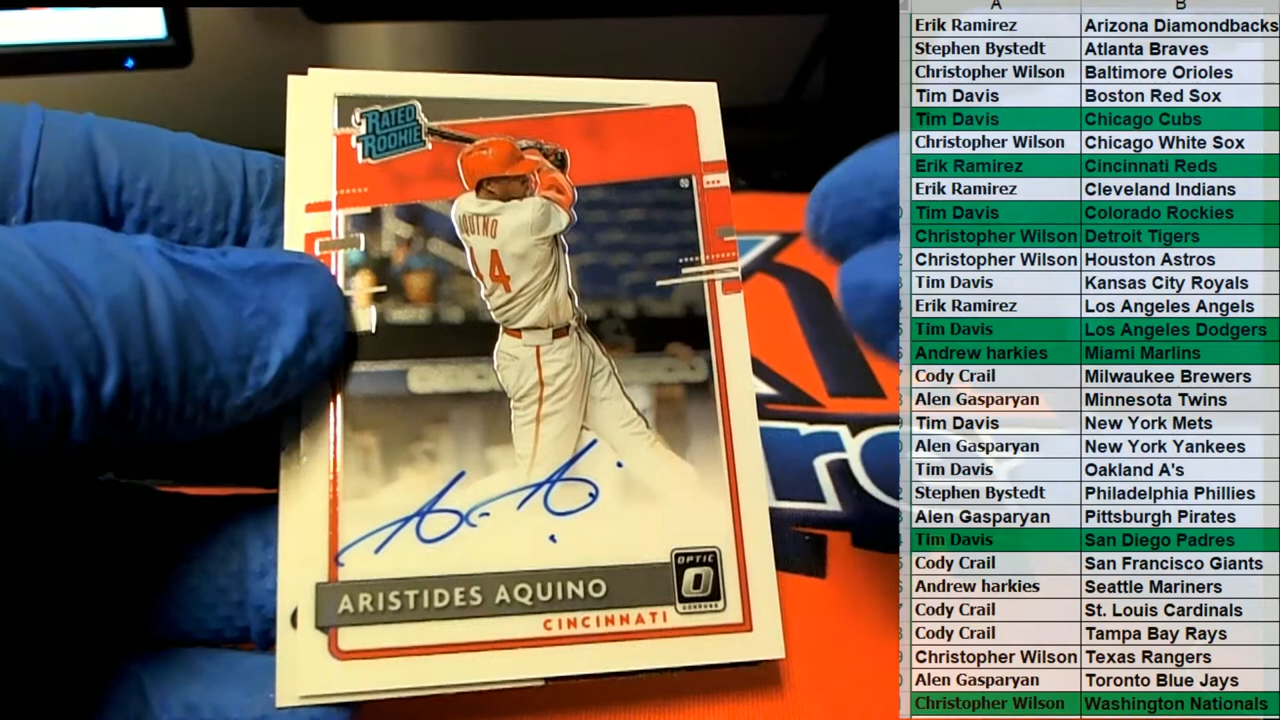 RATED
ROOKIE
AQUINO
44
ARISTIDES AQUINO
CINCINNATI
OPTIC
A B
Erik Ramirez Arizona Diamondbacks
Stephen Bystedt Atlanta Braves
Christopher Wilson Baltimore Orioles
Tim Davis Boston Red Sox
Tim Davis Chicago Cubs
Christopher Wilson Chicago White Sox
Erik Ramirez Cincinnati Reds
Erik Ramirez Cleveland Indians
Tim Davis Colorado Rockies
Christopher Wilson Detroit Tigers
Christopher Wilson Houston Astros
Tim Davis Kansas City Royals
Erik Ramirez Los Angeles Angels
Tim Davis Los Angeles Dodgers
Andrew harkies Miami Marlins
Cody Crail Milwaukee Brewers
Alen Gasparyan Minnesota Twins
Tim Davis New York Mets
Alen Gasparyan New York Yankees
Tim Davis Oakland A's
Stephen Bystedt Philadelphia Phillies
Alen Gasparyan Pittsburgh Pirates
Tim Davis San Diego Padres
Cody Crail San Francisco Giants
Andrew harkies Seattle Mariners
Cody Crail St. Louis Cardinals
Cody Crail Tampa Bay Rays
Christopher Wilson Texas Rangers
Alen Gasparyan Toronto Blue Jays
Christopher Wilson Washington Nationals